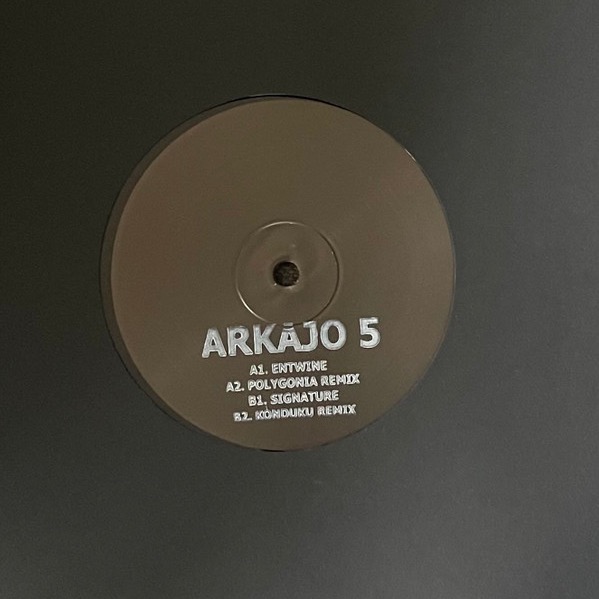 ARKAJO 5
A1. ENTWINE
A2. POLYGONIA REMIX
B1. SIGNATURE
B2. KONDUKU REMIX